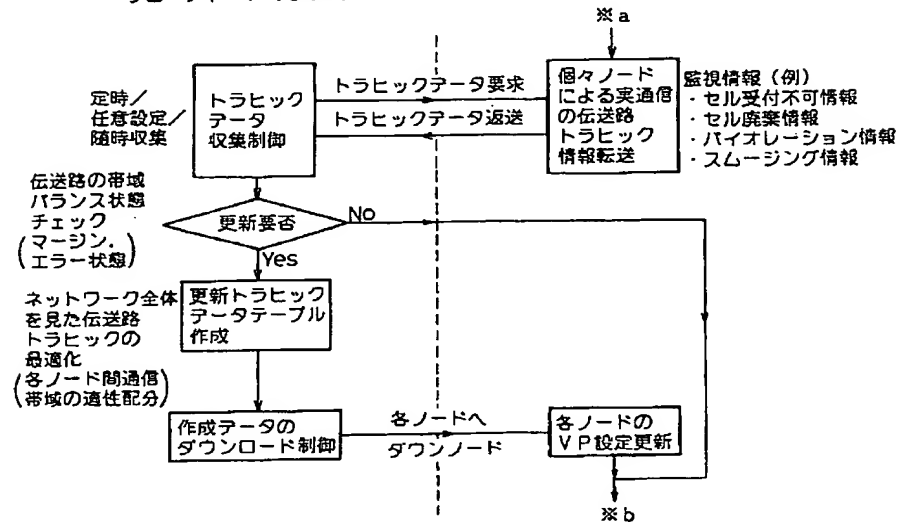 ※a
定時/
任意設定/
随時収集
トラヒック
データ
収集制御
トラヒックデータ要求
トラヒックデータ返送
個々ノード
による実通信
の伝送路
トラヒック
情報転送
監視情報(例)
・セル受付不可情報
・セル廃棄情報
・バイオレーション情報
・スムージング情報
伝送路の帯域
バランス状態
チェック
(マージン,
エラー状態)
更新要否
No
Yes
ネットワーク全体
を見た伝送路
トラヒックの
最適化
(各ノード間通信
帯域の適性配分)
更新トラヒック
データテーブル
作成
作成データの
ダウンロード制御
各ノードへ
ダウンノード
各ノードの
VP設定更新
※b